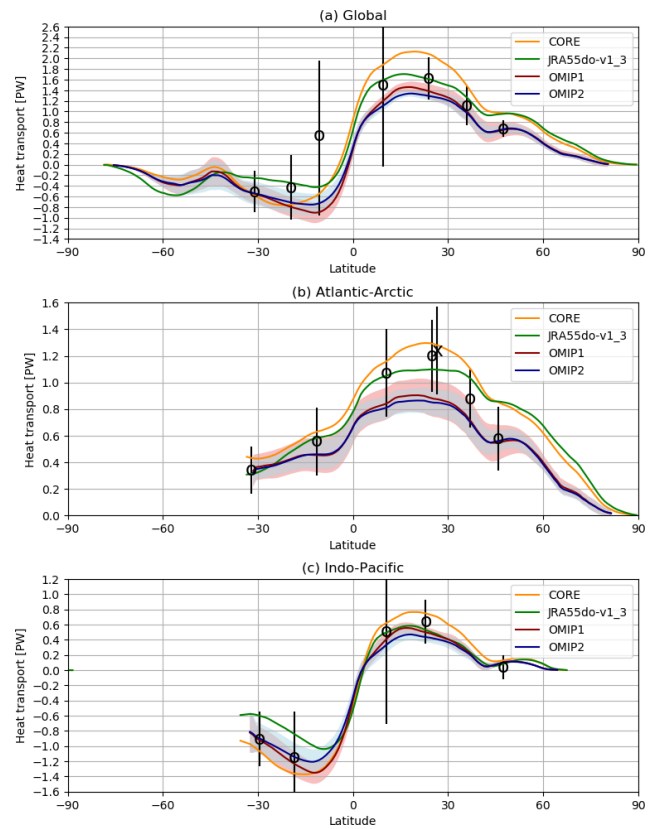 (a) Global
2.6
2.4
2.2
2.0
1.8
1.6
1.4
1.2
1.0
0.8
0.6
0.4
0.2
0.0
−0.2
−0.4
−0.6
−0.8
−1.0
−1.2
−1.4
Heat transport [PW]
CORE
JRA55do-v1_3
OMIP1
OMIP2
−90 −60 −30 0 30 60 90
Latitude
(b) Atlantic-Arctic
1.6
1.4
1.2
1.0
0.8
0.6
0.4
0.2
0.0
Heat transport [PW]
CORE
JRA55do-v1_3
OMIP1
OMIP2
−90 −60 −30 0 30 60 90
Latitude
(c) Indo-Pacific
1.2
1.0
0.8
0.6
0.4
0.2
0.0
−0.2
−0.4
−0.6
−0.8
−1.0
−1.2
−1.4
−1.6
Heat transport [PW]
CORE
JRA55do-v1_3
OMIP1
OMIP2
−90 −60 −30 0 30 60 90
Latitude